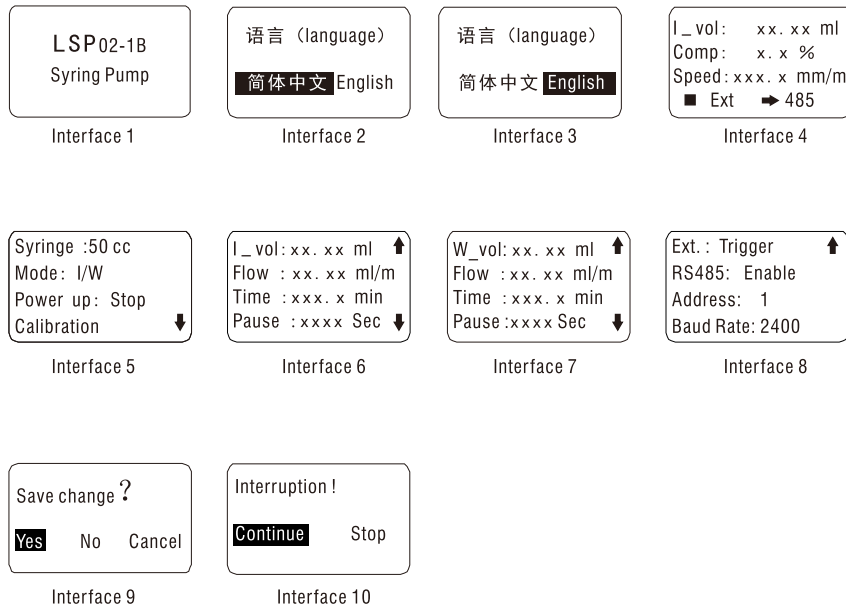 LSP02-1B
Syring Pump
Interface 1
语言（language）
简体中文 English
Interface 2
语言（language）
简体中文 English
Interface 3
I_vol: xx.xx ml
Comp: x.x %
Speed:xxx.x mm/m
■ Ext ➡ 485
Interface 4
Syringe :50 cc
Mode: I/W
Power up: Stop
Calibration ⬇
Interface 5
I_vol: xx.xx ml ⬆
Flow : xx.xx ml/m
Time : xxx.x min
Pause : xxxx Sec ⬇
Interface 6
W_vol: xx.xx ml ⬆
Flow : xx.xx ml/m
Time : xxx.x min
Pause :xxxx Sec ⬇
Interface 7
Ext.: Trigger ⬆
RS485: Enable
Address: 1
Baud Rate: 2400
Interface 8
Save change ?
Yes No Cancel
Interface 9
Interruption !
Continue Stop
Interface 10